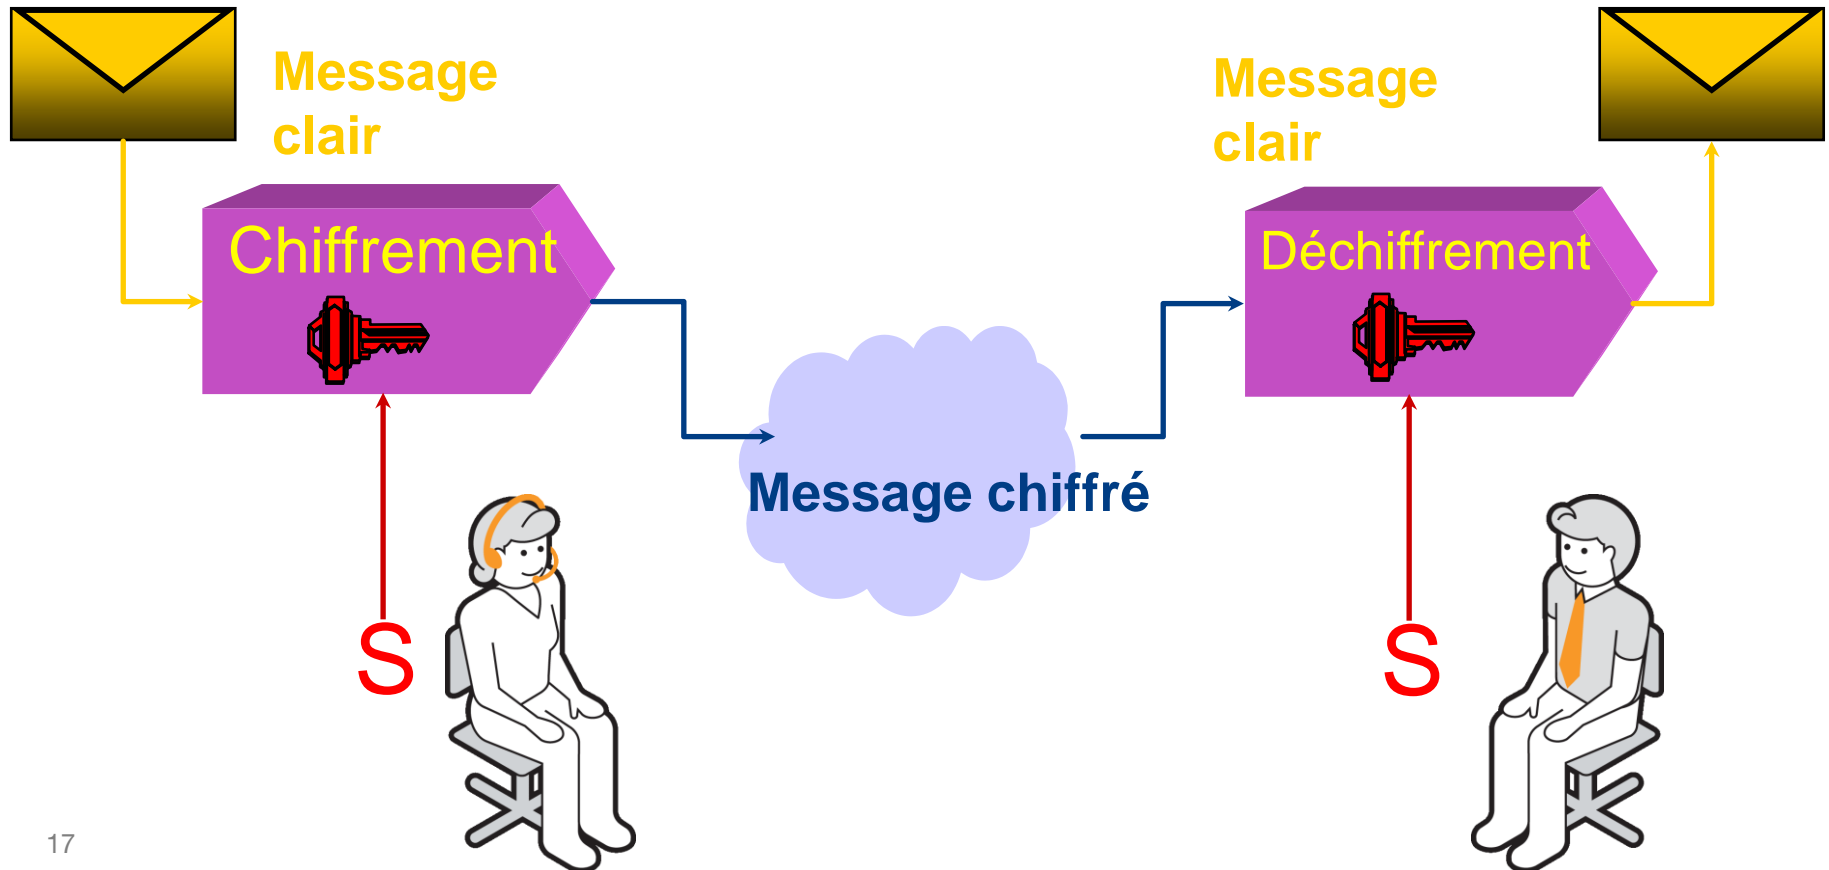 Message
clair
Message
clair
Chiffrement
Déchiffrement
Message chiffré
S
S
17